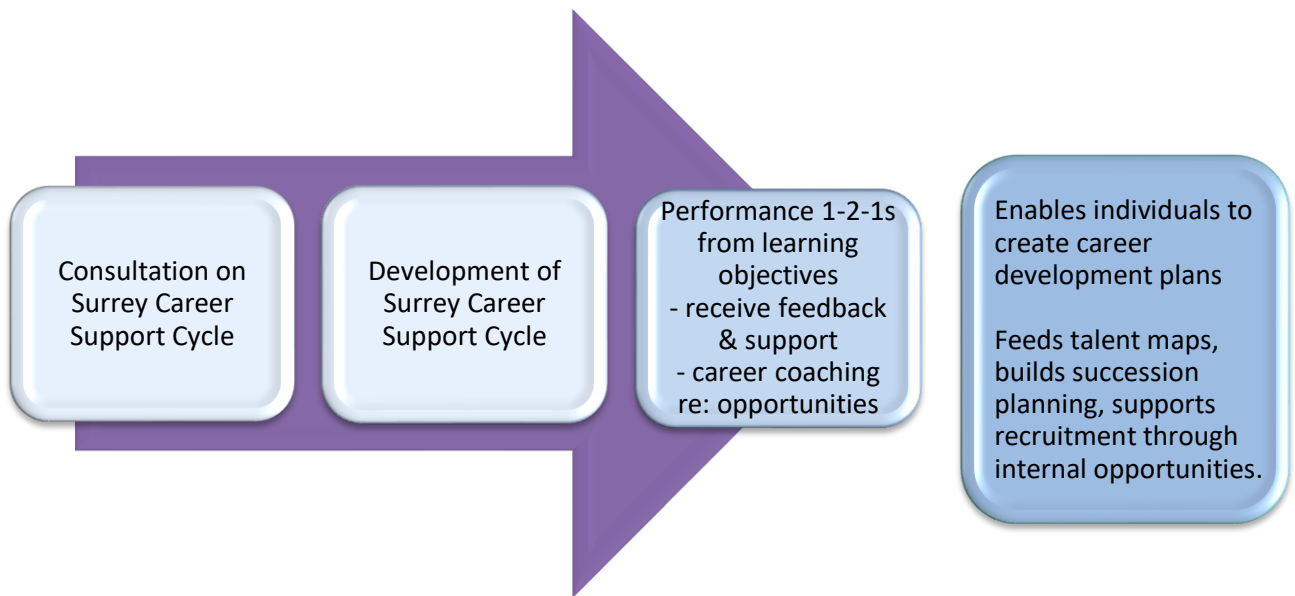 Consultation on
Surrey Career
Support Cycle
Development of
Surrey Career
Support Cycle
Performance 1-2-1s
from learning
objectives
- receive feedback
& support
- career coaching
re: opportunities
Enables individuals to
create career
development plans
Feeds talent maps,
builds succession
planning, supports
recruitment through
internal opportunities.